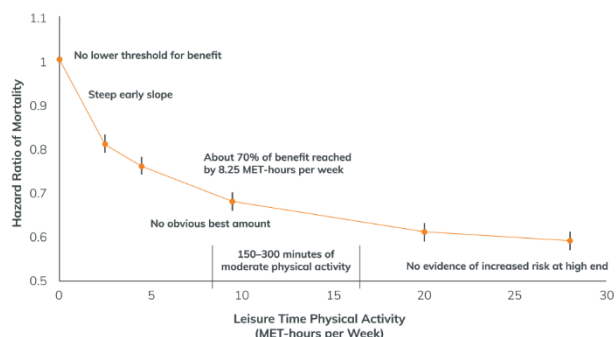 1.1
1
0.9
0.8
0.7
0.6
0.5
Hazard Ratio of Mortality
No lower threshold for benefit
Steep early slope
About 70% of benefit reached
by 8.25 MET-hours per week
No obvious best amount
150–300 minutes of
moderate physical activity
No evidence of increased risk at high end
0 5 10 15 20 25 30
Leisure Time Physical Activity
(MET-hours per Week)